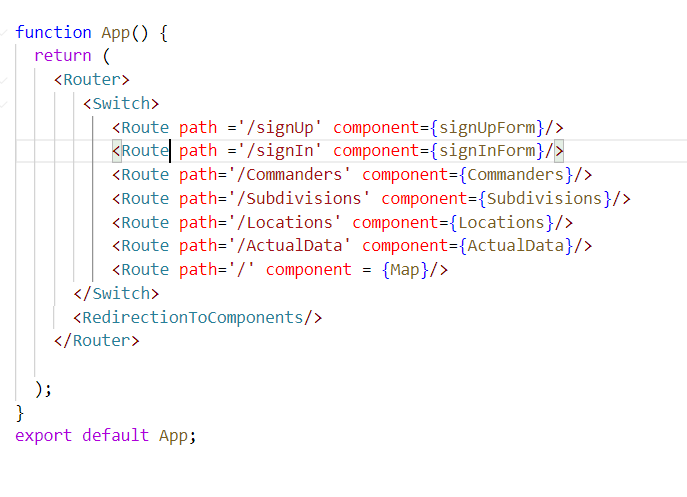 function App() {
  return (
    <Router>
       <Switch>
          <Route path ='/signUp' component={signUpForm}/>
          <Route path ='/signIn' component={signInForm}/>
          <Route path='/Commanders' component={Commanders}/>
          <Route path='/Subdivisions' component={Subdivisions}/>
          <Route path='/Locations' component={Locations}/>
          <Route path='/ActualData' component={ActualData}/>
          <Route path='/' component = {Map}/>
      </Switch>
      <RedirectionToComponents/>
    </Router>
  );
}
export default App;